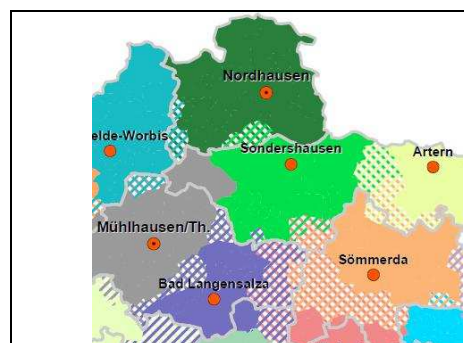 Nordhausen
elde-Worbis
Sondershausen
Artern
Mühlhausen/Th.
Sömmerda
Bad Langensalza